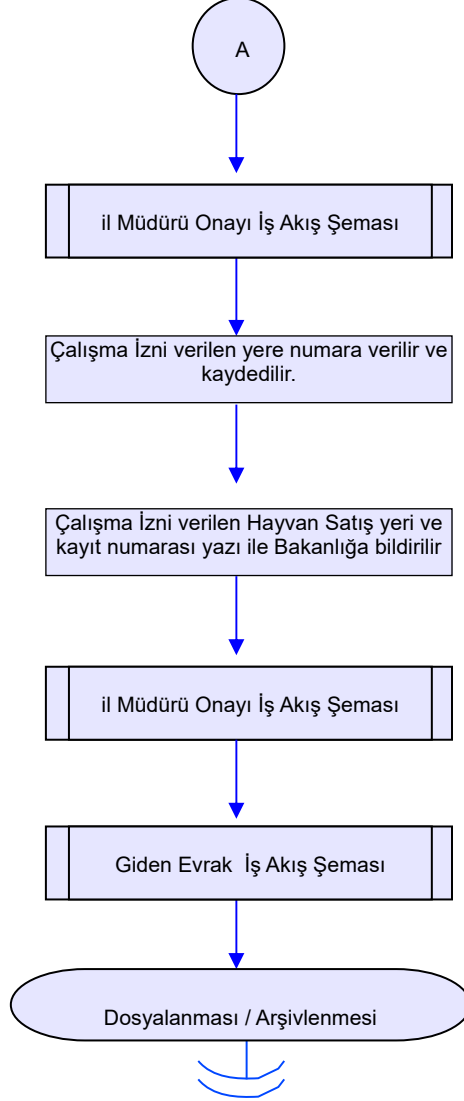 A
il Müdürü Onayı İş Akış Şeması
Çalışma İzni verilen yere numara verilir ve
kaydedilir.
Çalışma İzni verilen Hayvan Satış yeri ve
kayıt numarası yazı ile Bakanlığa bildirilir
il Müdürü Onayı İş Akış Şeması
Giden Evrak  İş Akış Şeması
Dosyalanması / Arşivlenmesi